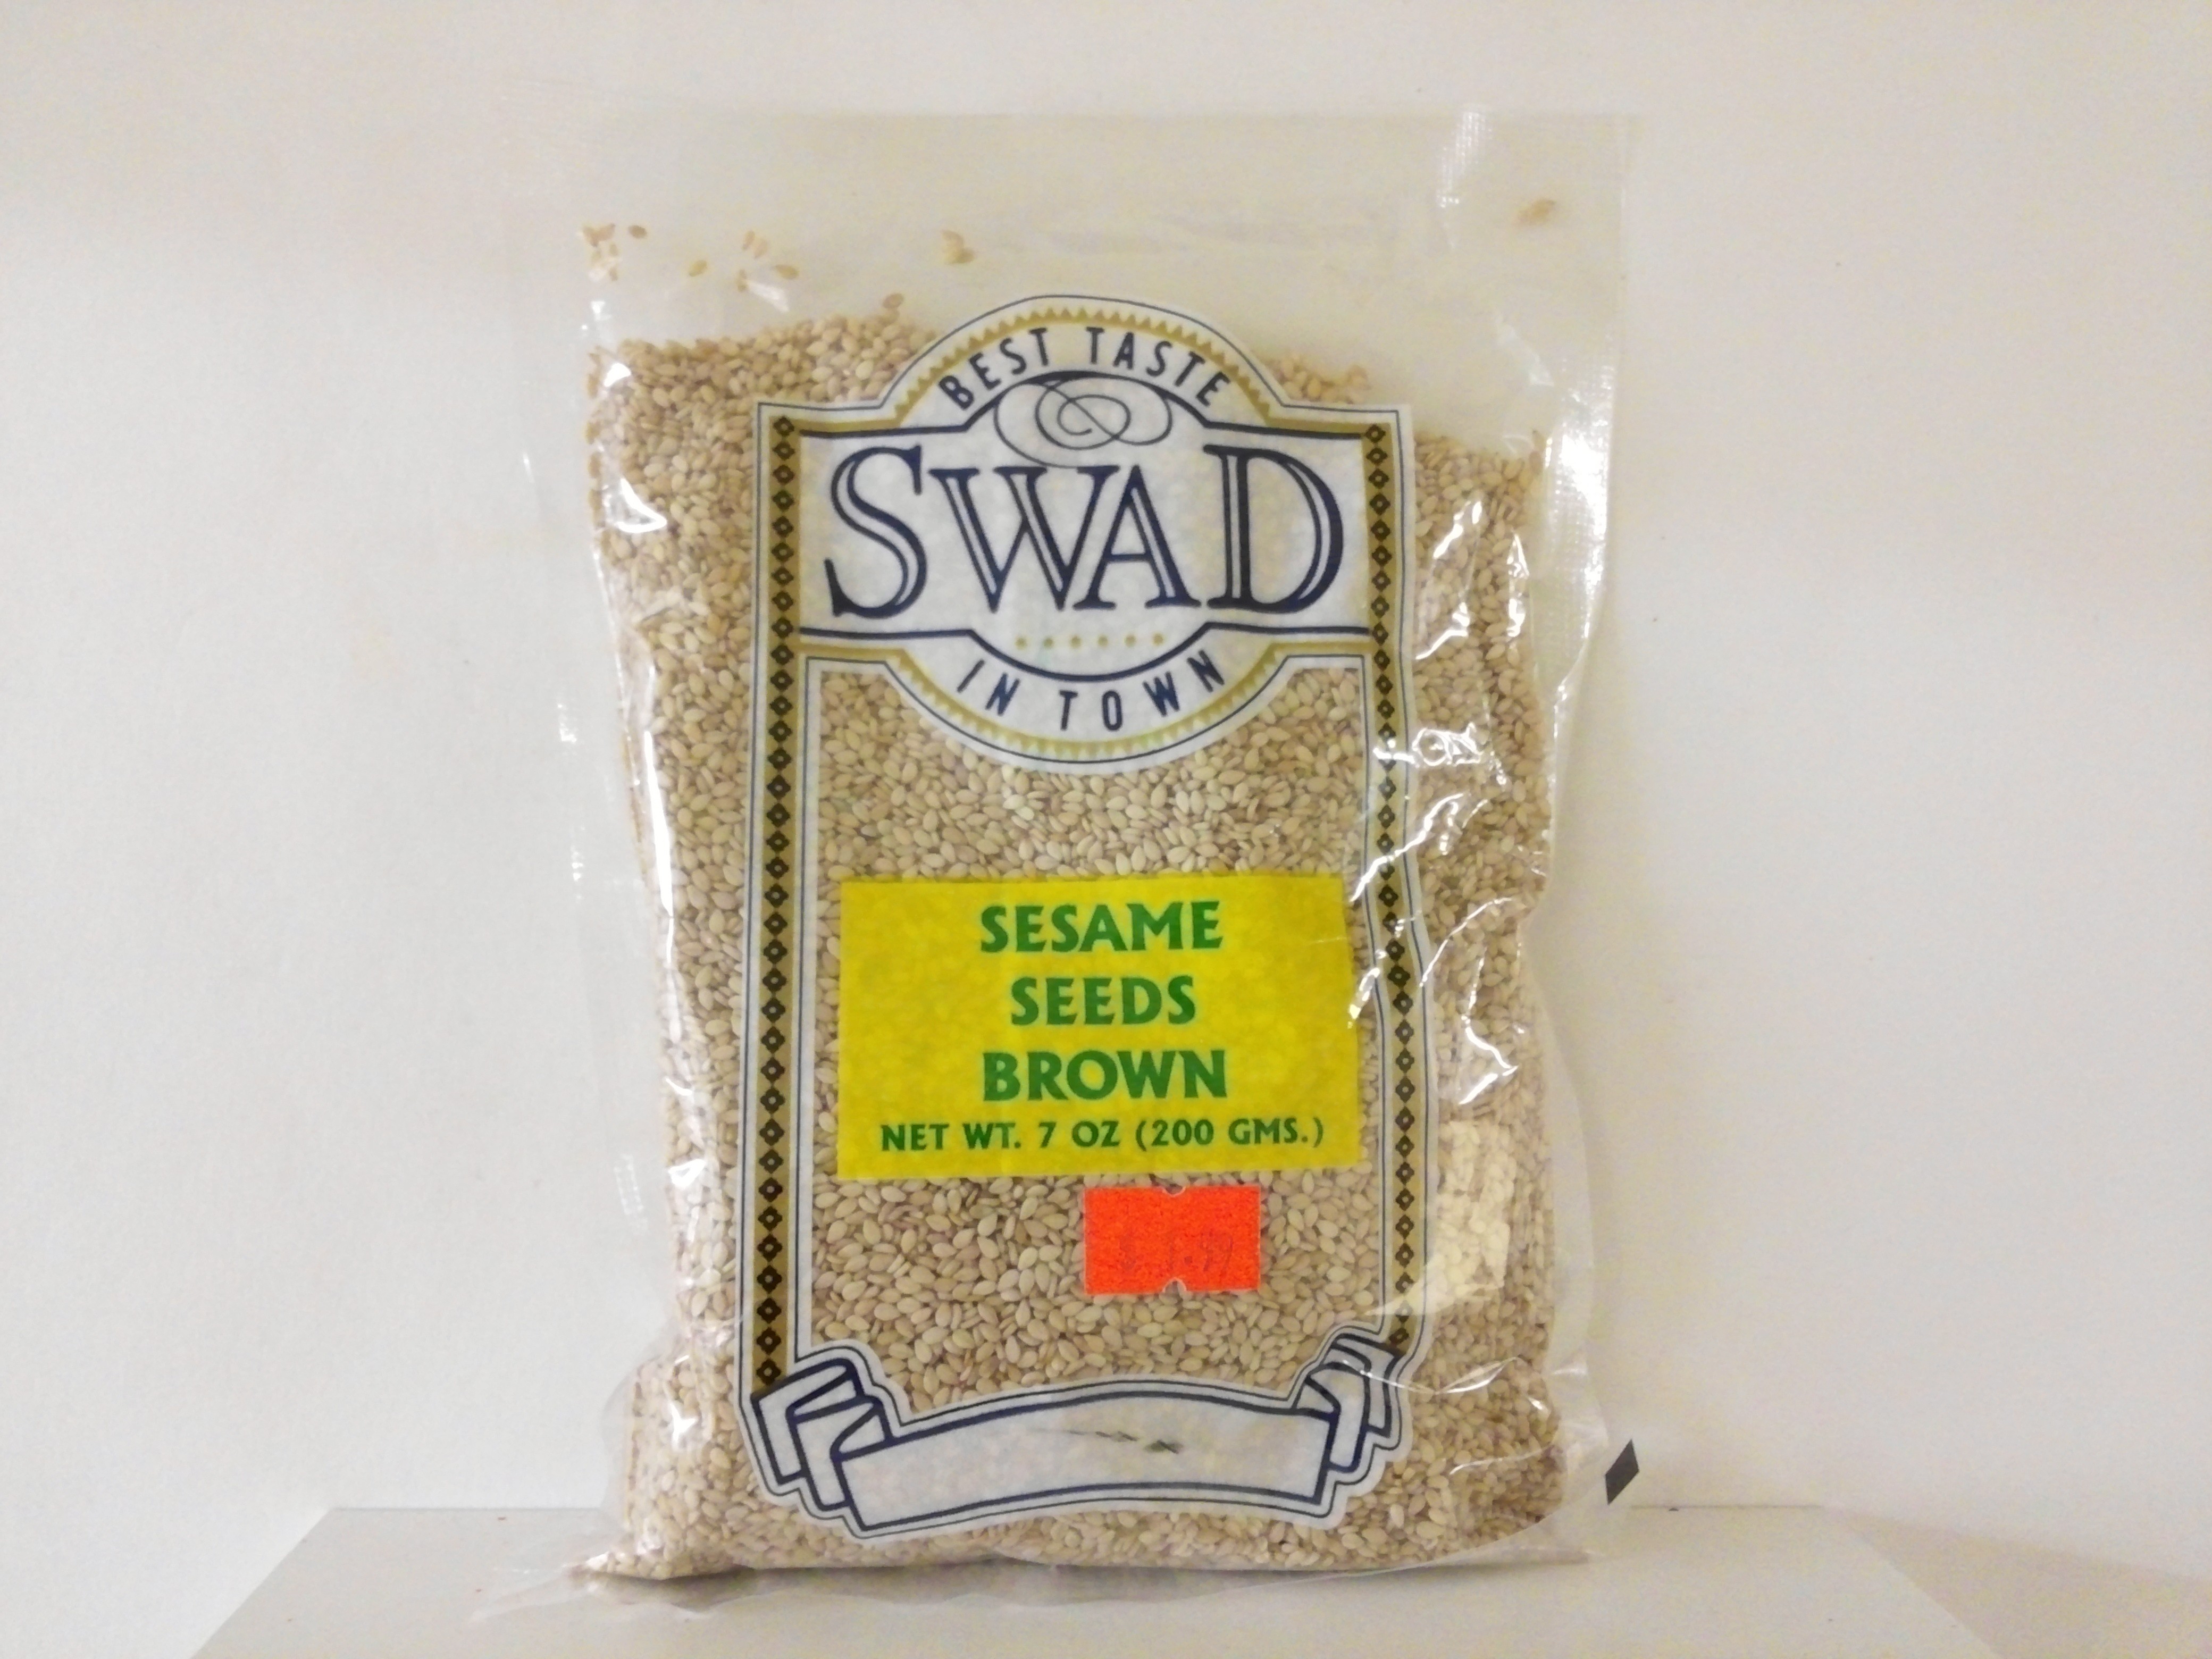 BEST TASTE
SWAD
IN TOWN
SESAME
SEEDS
BROWN
NET WT. 7 OZ (200 GMS.)